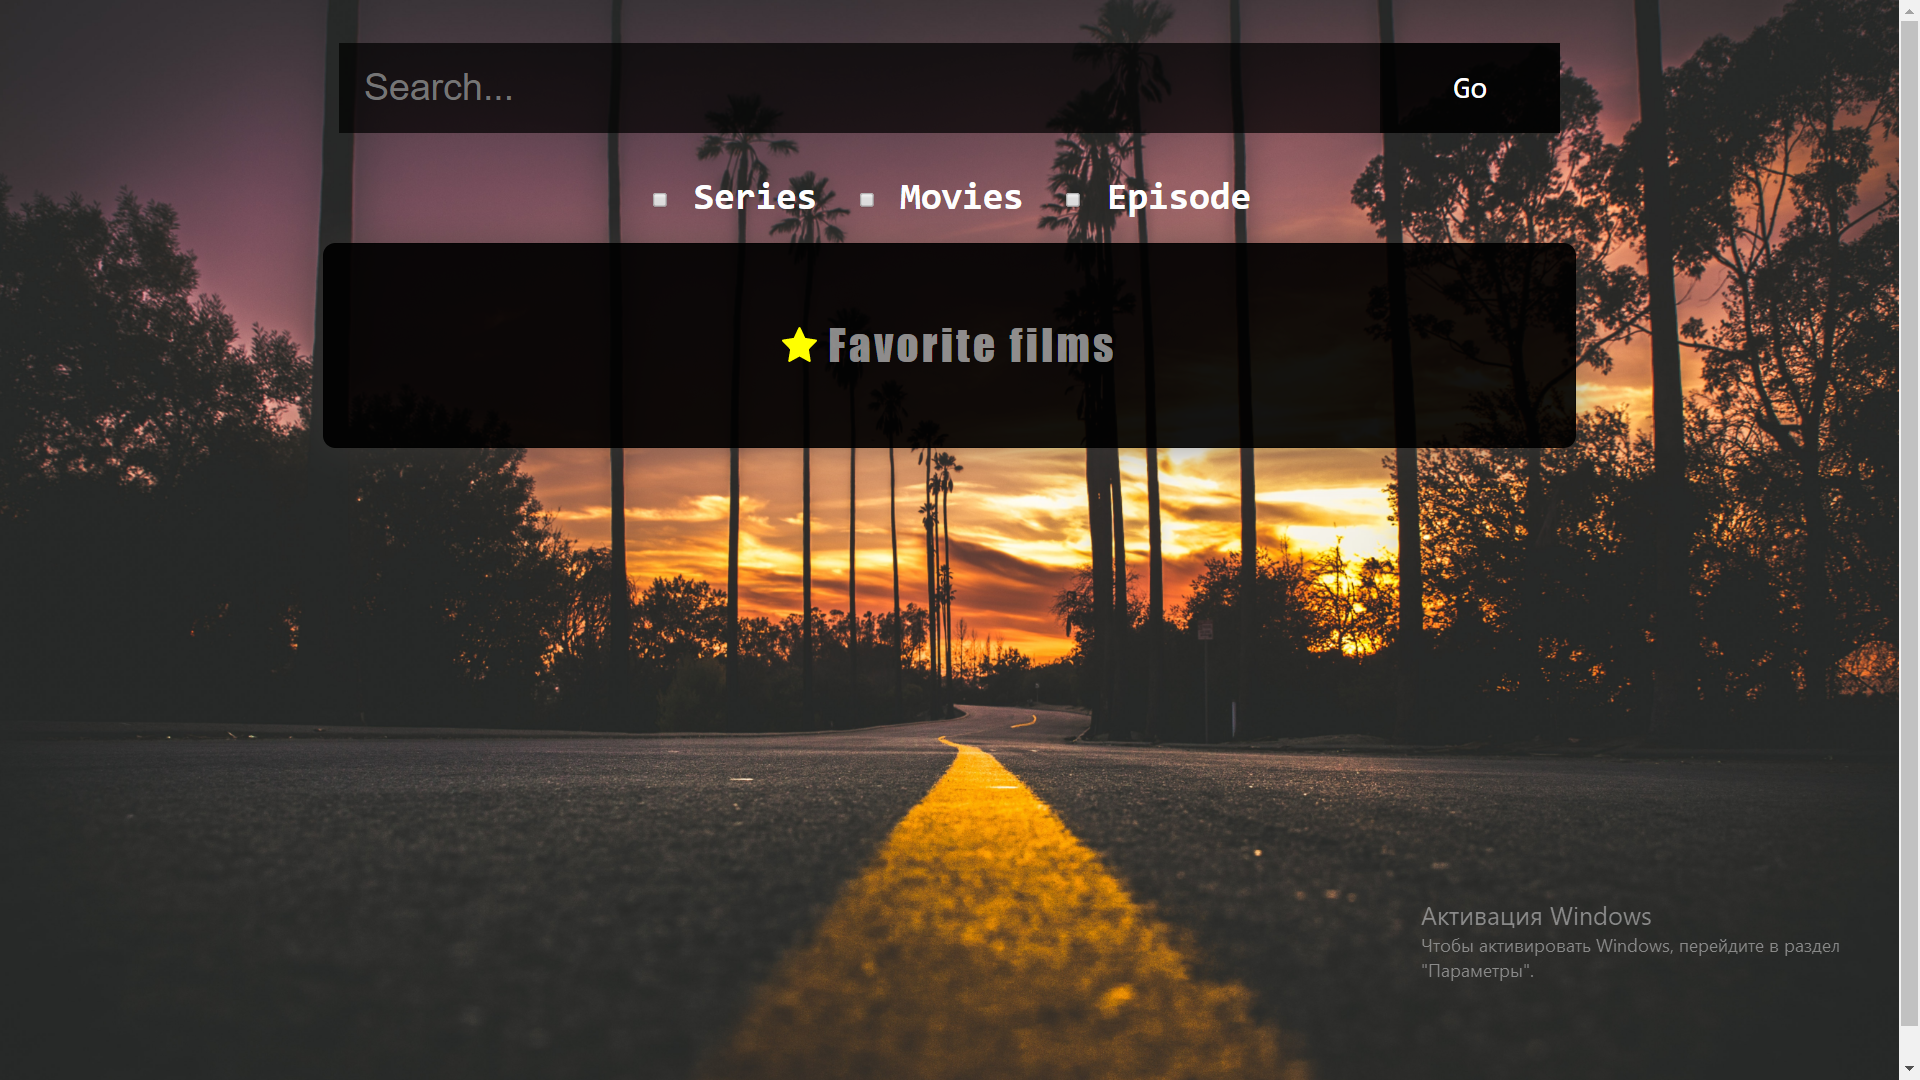 Search...
Go
Series
Movies
Episode
Favorite films
Активация Windows
Чтобы активировать Windows, перейдите в раздел
"Параметры".